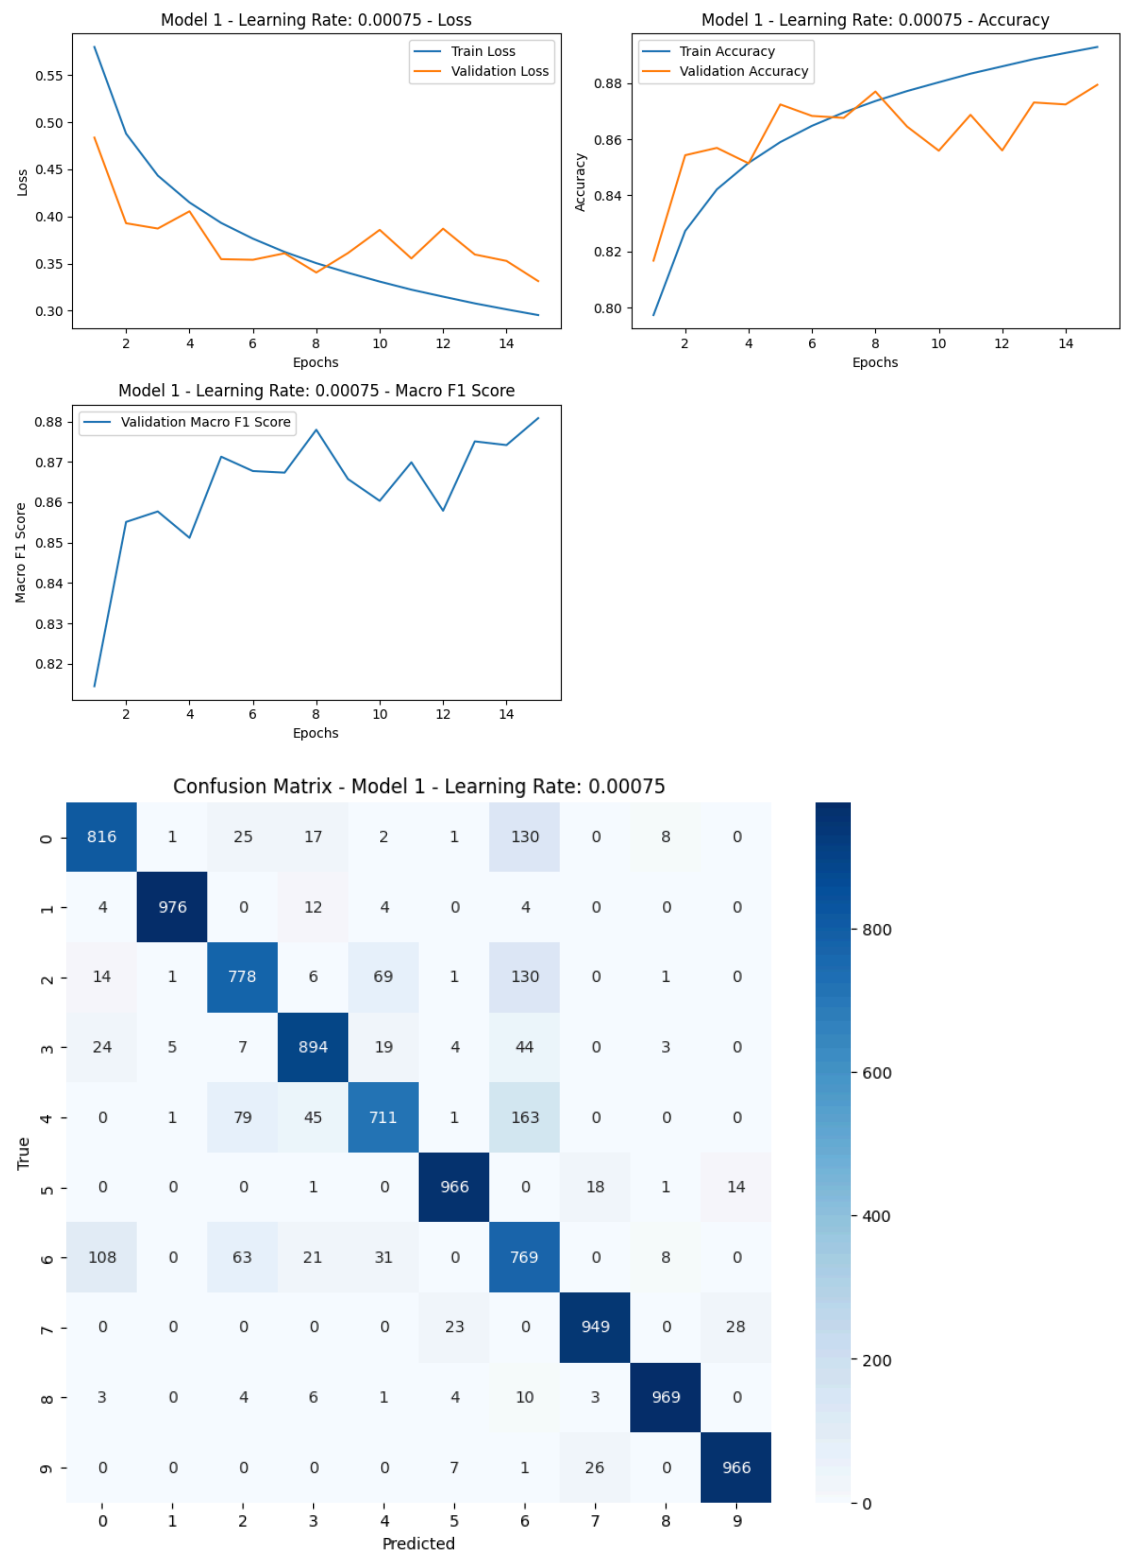 Model 1 - Learning Rate: 0.00075 - Loss
Train Loss
Validation Loss
0.55
0.50
0.45
0.40
0.35
0.30
Loss
2 4 6 8 10 12 14
Epochs
Model 1 - Learning Rate: 0.00075 - Accuracy
Train Accuracy
Validation Accuracy
0.88
0.86
0.84
0.82
0.80
Accuracy
2 4 6 8 10 12 14
Epochs
Model 1 - Learning Rate: 0.00075 - Macro F1 Score
Validation Macro F1 Score
0.88
0.87
0.86
0.85
0.84
0.83
0.82
Macro F1 Score
2 4 6 8 10 12 14
Epochs
Confusion Matrix - Model 1 - Learning Rate: 0.00075
0 816 1 25 17 2 1 130 0 8 0
1 4 976 0 12 4 0 4 0 0 0
2 14 1 778 6 69 1 130 0 1 0
3 24 5 7 894 19 4 44 0 3 0
4 0 1 79 45 711 1 163 0 0 0
5 0 0 0 1 0 966 0 18 1 14
6 108 0 63 21 31 0 769 0 8 0
7 0 0 0 0 0 23 0 949 0 28
8 3 0 4 6 1 4 10 3 969 0
9 0 0 0 0 0 7 1 26 0 966
True
0 1 2 3 4 5 6 7 8 9
Predicted
800
600
400
200
0